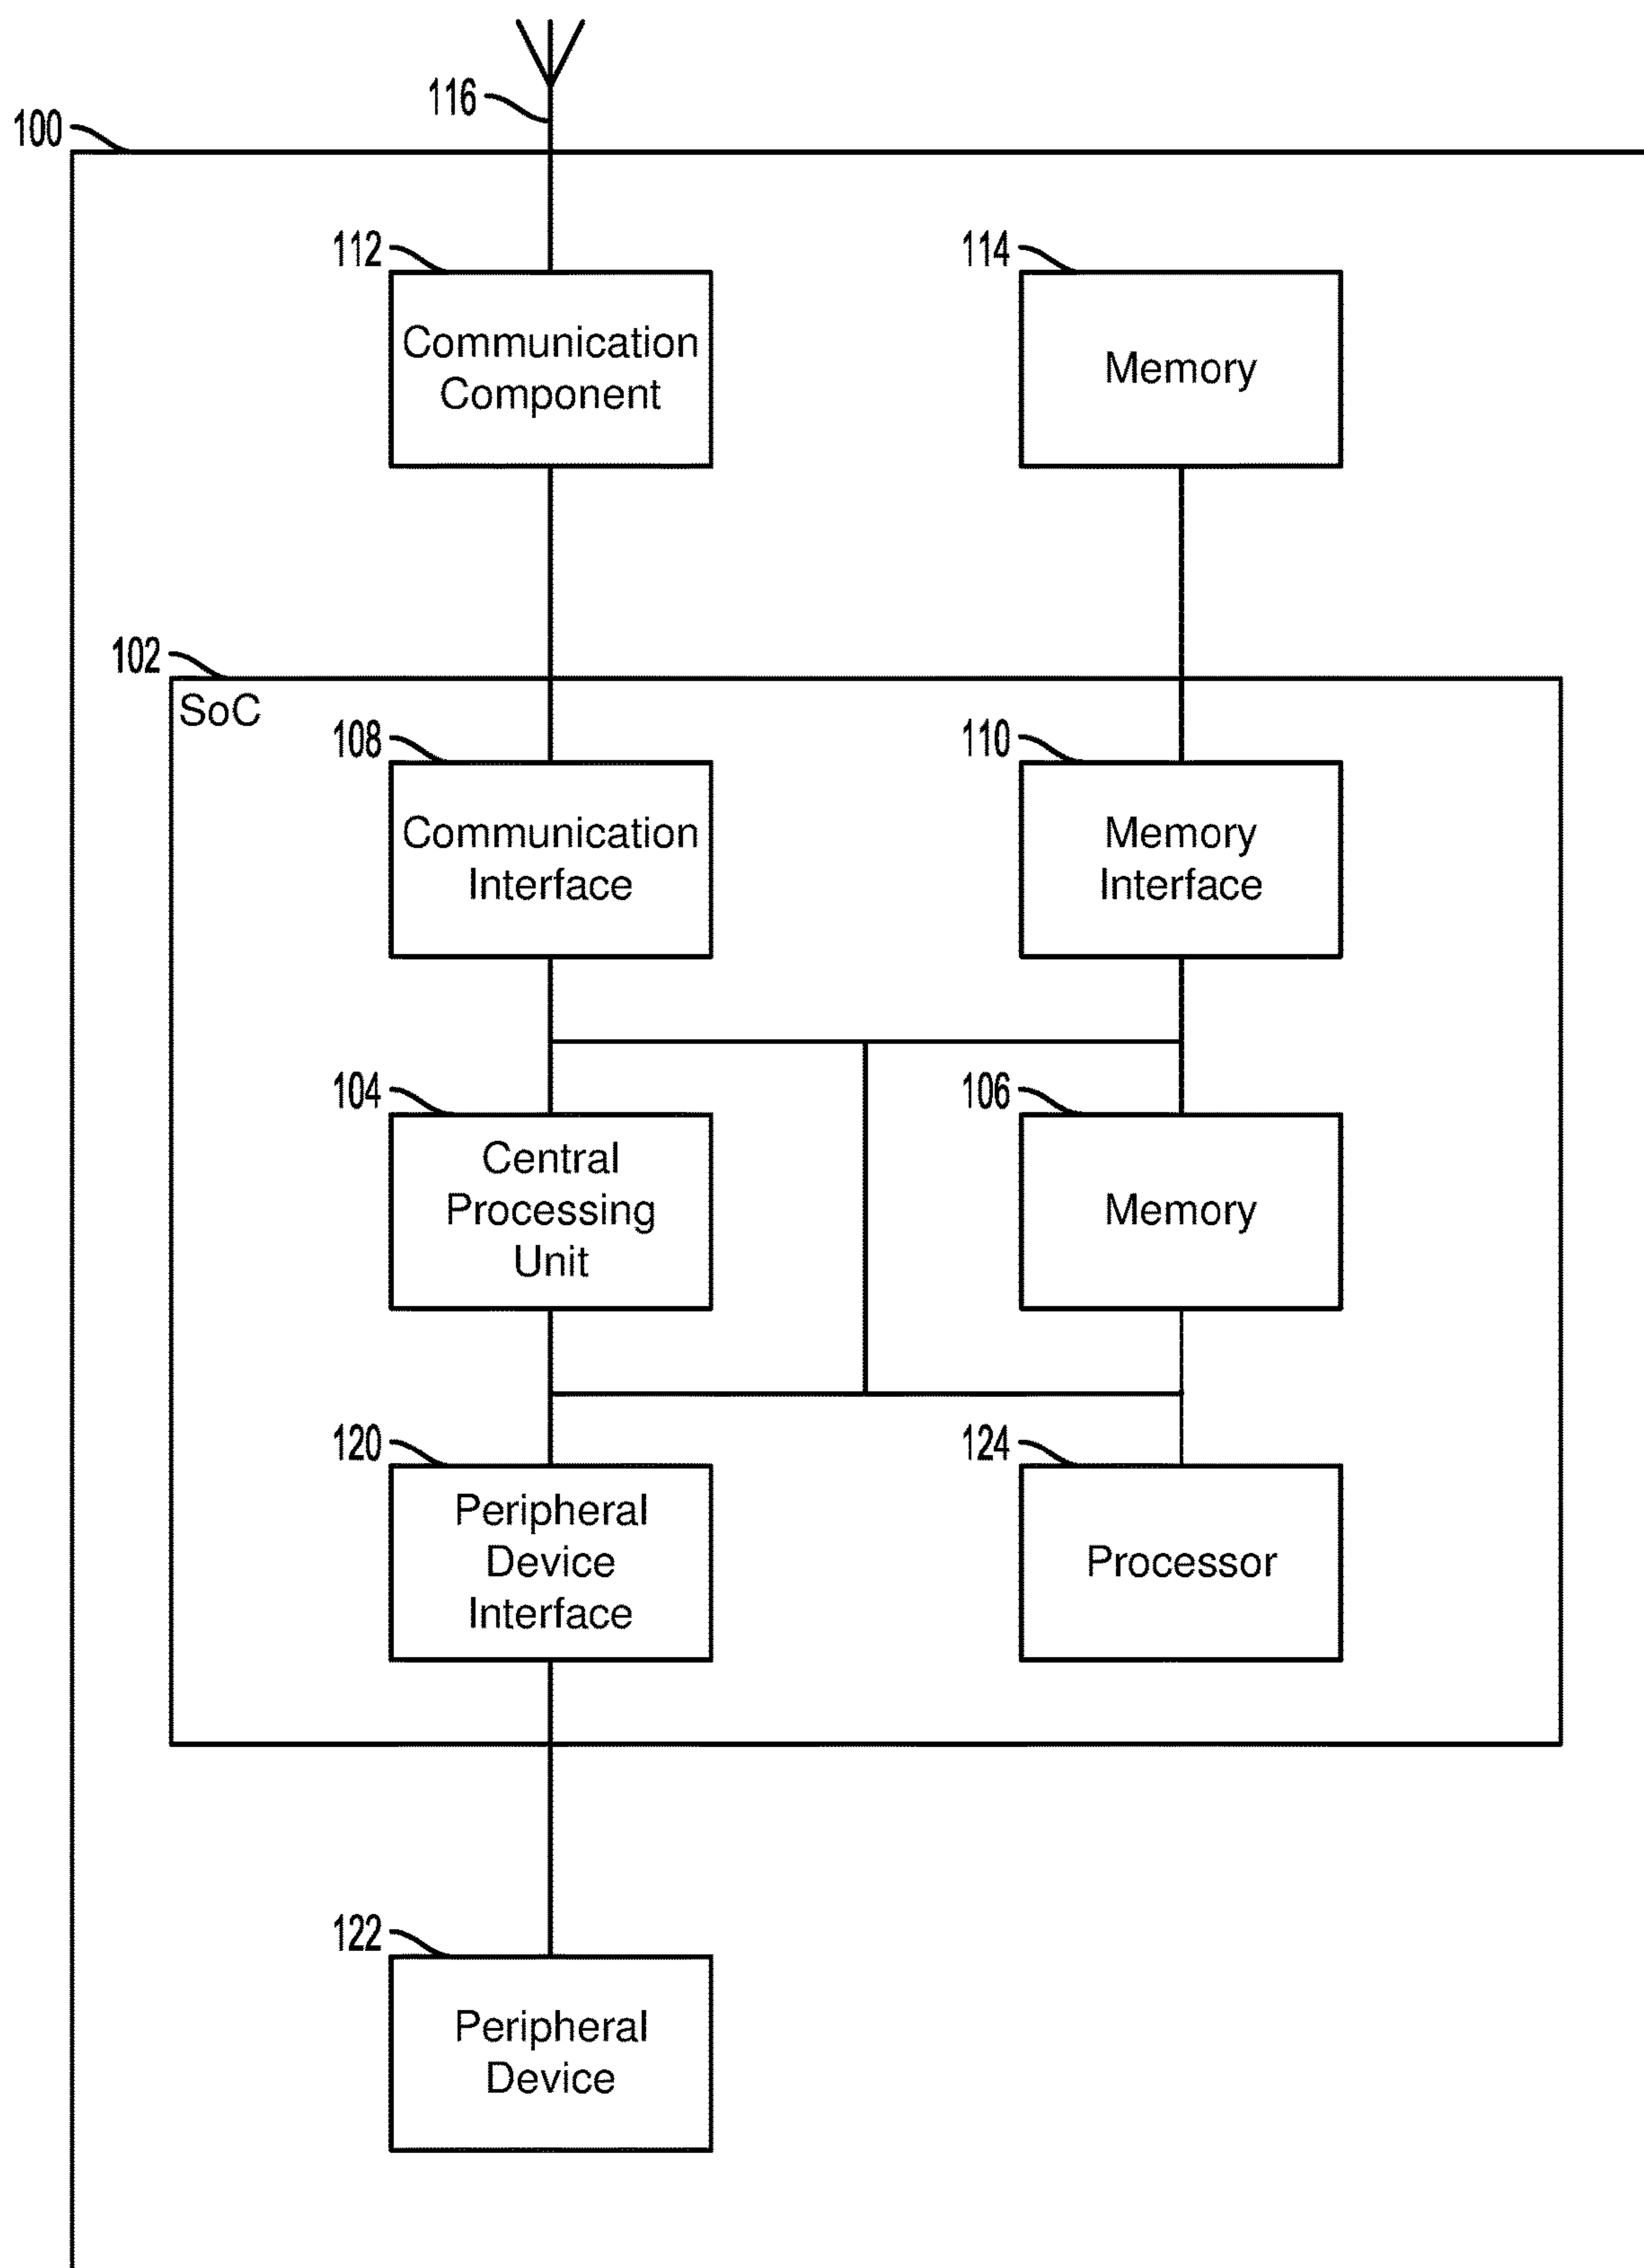 116
100
112
Communication
Component
114
Memory
102
SoC
108
Communication
Interface
110
Memory
Interface
104
Central
Processing
Unit
106
Memory
120
Peripheral
Device
Interface
124
Processor
122
Peripheral
Device